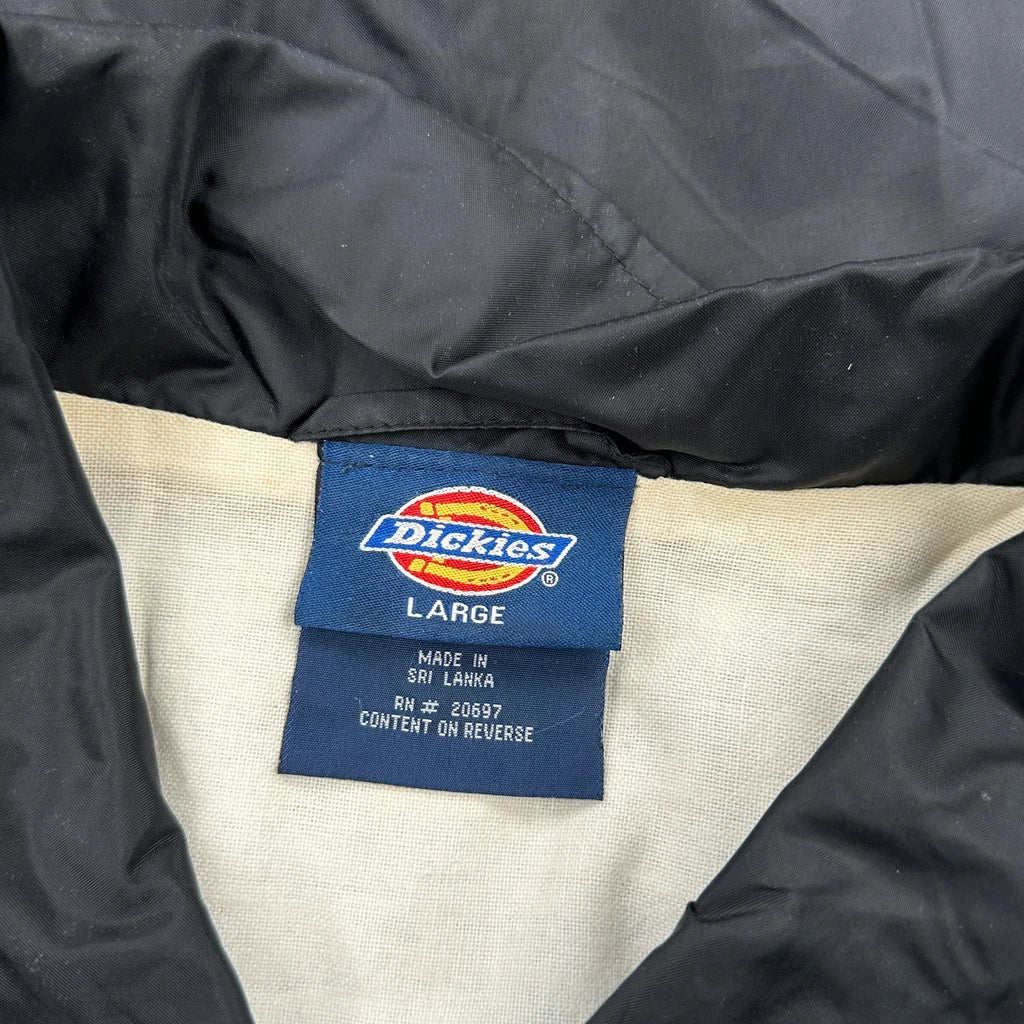 Dickies®
LARGE
MADE IN
SRI LANKA
RN # 20697
CONTENT ON REVERSE